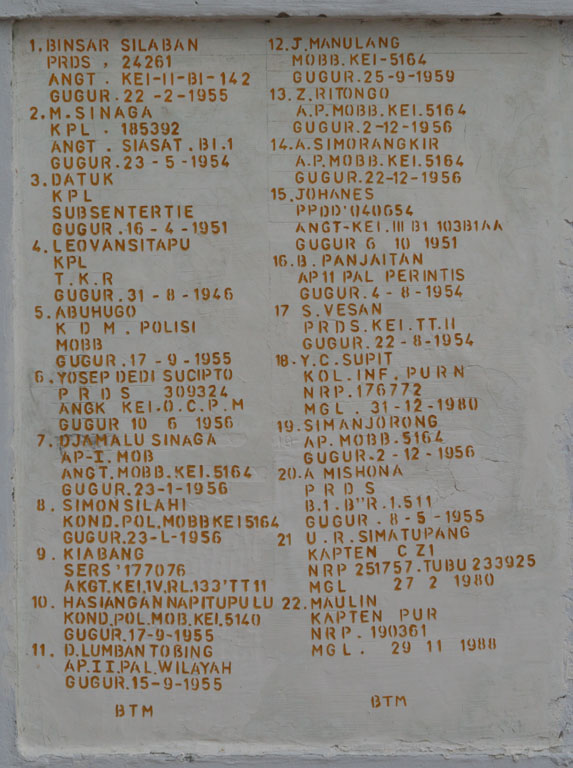 1. BINSAR SILABAN
PRDS , 24261
ANGT . KEI-II-BI-142
GUGUR . 22 -2-1955
2. M. SINAGA
KPL . 185392
ANGT . SIASAT . BI.1
GUGUR . 23 - 5 - 1954
3. DATUK
KPL
SUBSENTERTIE
GUGUR . 16 - 4 - 1951
4. LEOVANSITAPU
KPL
T . K . R
GUGUR . 31 - 8 - 1946
5. ABUHUGO
K D M . POLISI
MOBB
GUGUR . 17 - 9 - 1955
6. YOSEP DEDI SUCIPTO
P R D S 309324
ANGK KEI.O.C.P.M
GUGUR 10 6 1956
7. DJAMALU SINAGA
AP-I. MOB
ANGT. MOBB. KEI. 5164
GUGUR. 23-1-1956
8. SIMON SILAHI
KOND. POL. MOBB KEI 5164
GUGUR. 23-L-1956
9. KIABANG
SERS '177076
AKGT. KEI, IV, RL. 133' TT 11
10. HASIANGAN NAPITUPULU
KOND. POL. MOB. KEI. 5140
GUGUR. 17-9-1955
11. D. LUMBAN TOBING
AP. II. PAL. WILAYAH
GUGUR. 15-9-1955
BTM
12. J. MANULANG
MOBB. KEI-5164
GUGUR. 25-9-1959
13. Z. RITONGO
A.P. MOBB. KEI. 5164
GUGUR. 2-12-1956
14. A. SIMORANGKIR
A.P. MOBB. KEI. 5164
GUGUR. 22-12-1956
15. JOHANES
PPDD' 040654
ANGT-KEI. III B1 103B1AA
GUGUR 6 10 1951
16. B. PANJAITAN
AP11 PAL PERINTIS
GUGUR. 4 - 8 - 1954
17 S. VESAN
PRDS. KEI. TT. II
GUGUR. 22 - 8-1954
18. Y.C. SUPIT
KOL. INF. PURN
NRP. 176772
MGL . 31-12-1980
19. SIMANJORONG
AP. MOBB. 5164
GUGUR. 2 - 12 - 1956
20. A MISHONA
P R D S
B.1. B"R. 1. 511
GUGUR . 8 - 5 - 1955
21 U . R. SIMATUPANG
KAPTEN C Z1
NRP 251757. TUBU 233925
MGL 27 2 1980
22. MAULIN
KAPTEN PUR
NRP. 190361
MGL . 29 11 1988
BTM